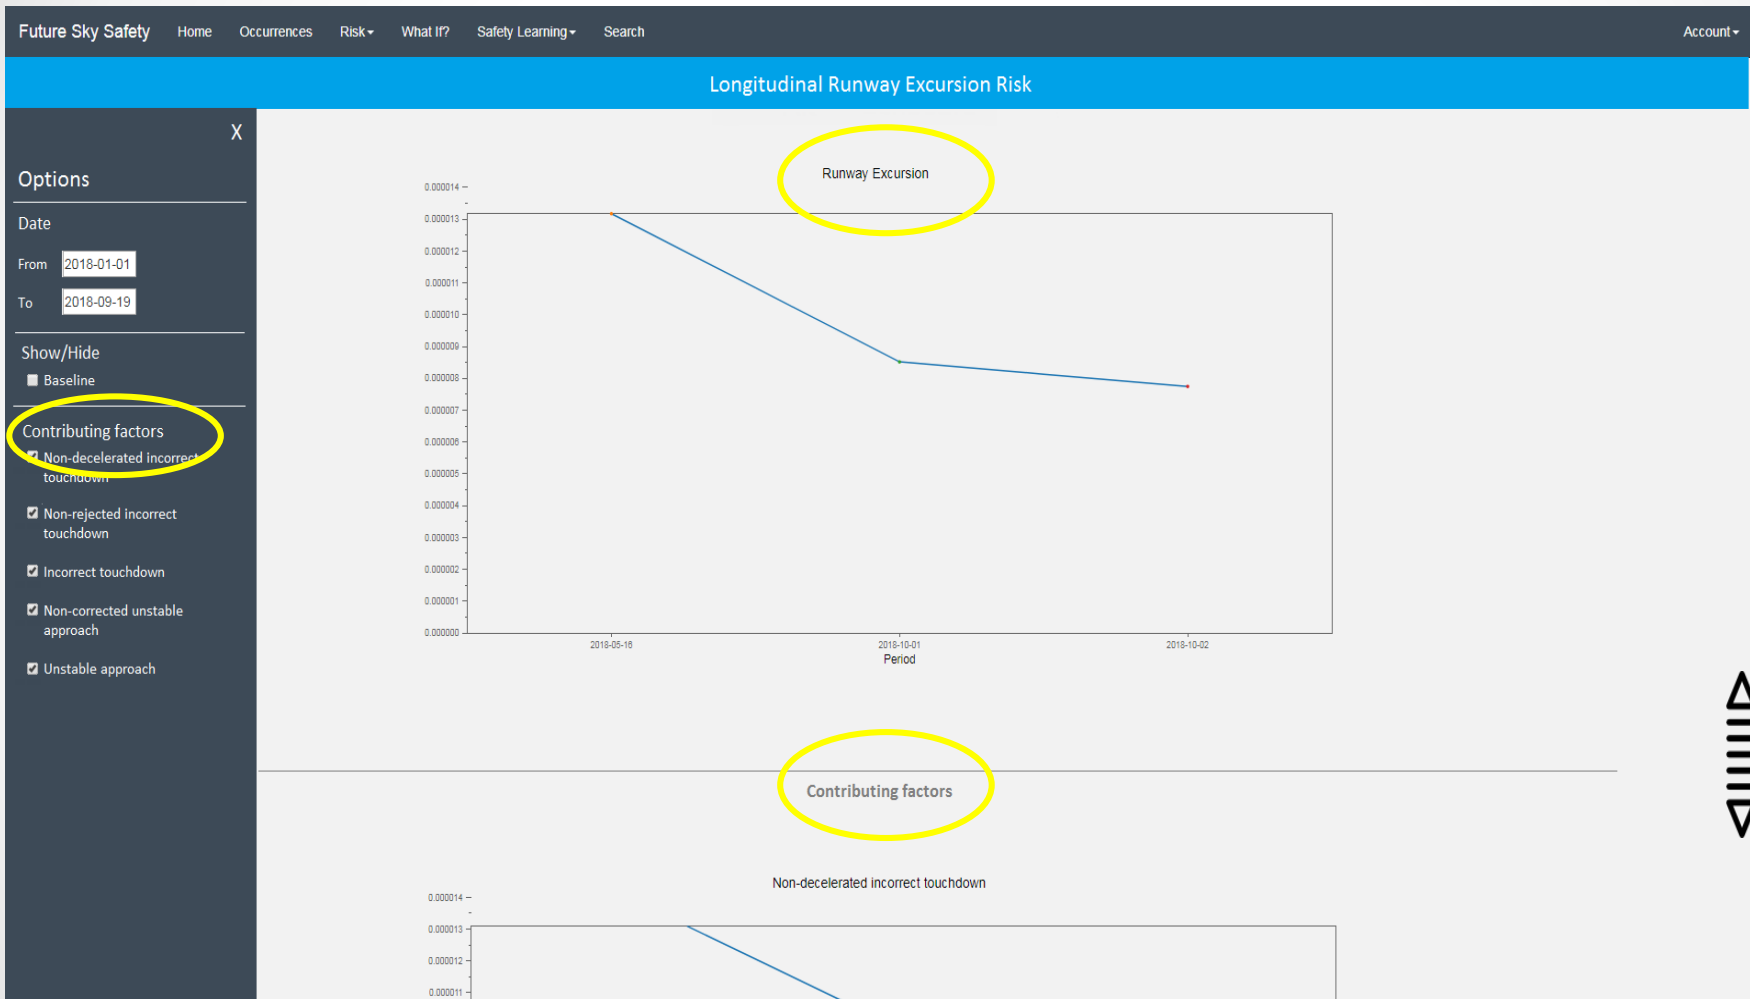 Future Sky Safety Home Occurrences Risk What If? Safety Learning Search Account
Longitudinal Runway Excursion Risk
X
Options
Date
From 2018-01-01
To 2018-09-19
Show/Hide
Baseline
Contributing factors
Non-decelerated incorrect
touchdown
Non-rejected incorrect
touchdown
Incorrect touchdown
Non-corrected unstable
approach
Unstable approach
Runway Excursion
0.000014
0.000013
0.000012
0.000011
0.000010
0.000009
0.000008
0.000007
0.000006
0.000005
0.000004
0.000003
0.000002
0.000001
0.000000
2018-05-16 2018-10-01 2018-10-02
Period
Contributing factors
Non-decelerated incorrect touchdown
0.000014
0.000013
0.000012
0.000011